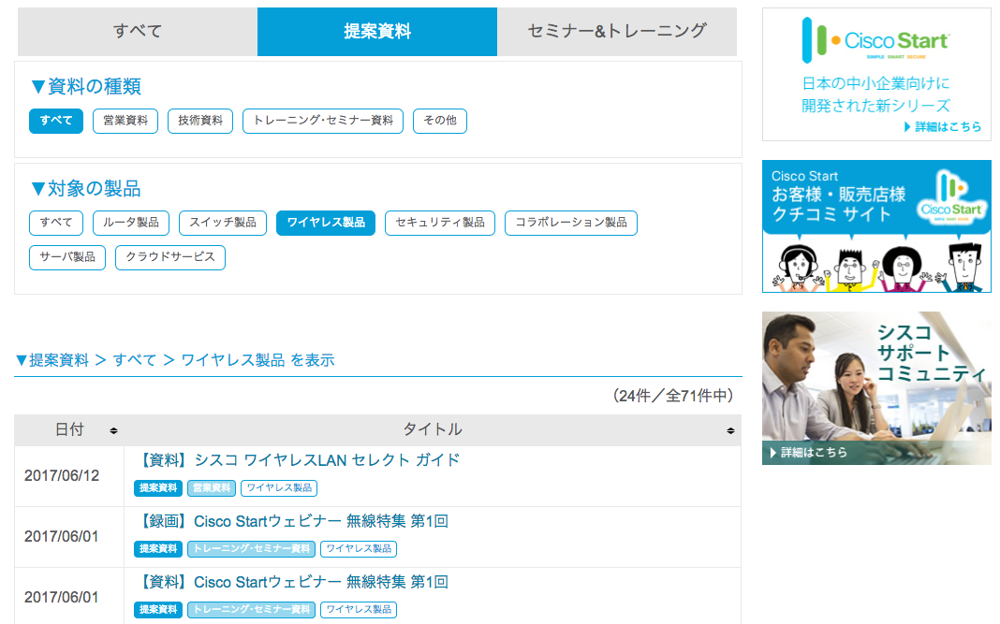 すべて
提案資料
セミナー&トレーニング
▼資料の種類
すべて
営業資料
技術資料
トレーニング・セミナー資料
その他
▼対象の製品
すべて
ルータ製品
スイッチ製品
ワイヤレス製品
セキュリティ製品
コラボレーション製品
サーバ製品
クラウドサービス
▼提案資料 > すべて > ワイヤレス製品 を表示
(24件／全71件中)
日付
タイトル
2017/06/12
【資料】シスコ ワイヤレスLAN セレクト ガイド
提案資料
営業資料
ワイヤレス製品
2017/06/01
【録画】Cisco Startウェビナー 無線特集 第1回
提案資料
トレーニング・セミナー資料
ワイヤレス製品
2017/06/01
【資料】Cisco Startウェビナー 無線特集 第1回
提案資料
トレーニング・セミナー資料
ワイヤレス製品
Cisco Start
SIMPLE SMART SECURE
日本の中小企業向けに
開発された新シリーズ
詳細はこちら
Cisco Start
お客様・販売店様
クチコミ サイト
Cisco Start
シスコ
サポート
コミュニティ
詳細はこちら